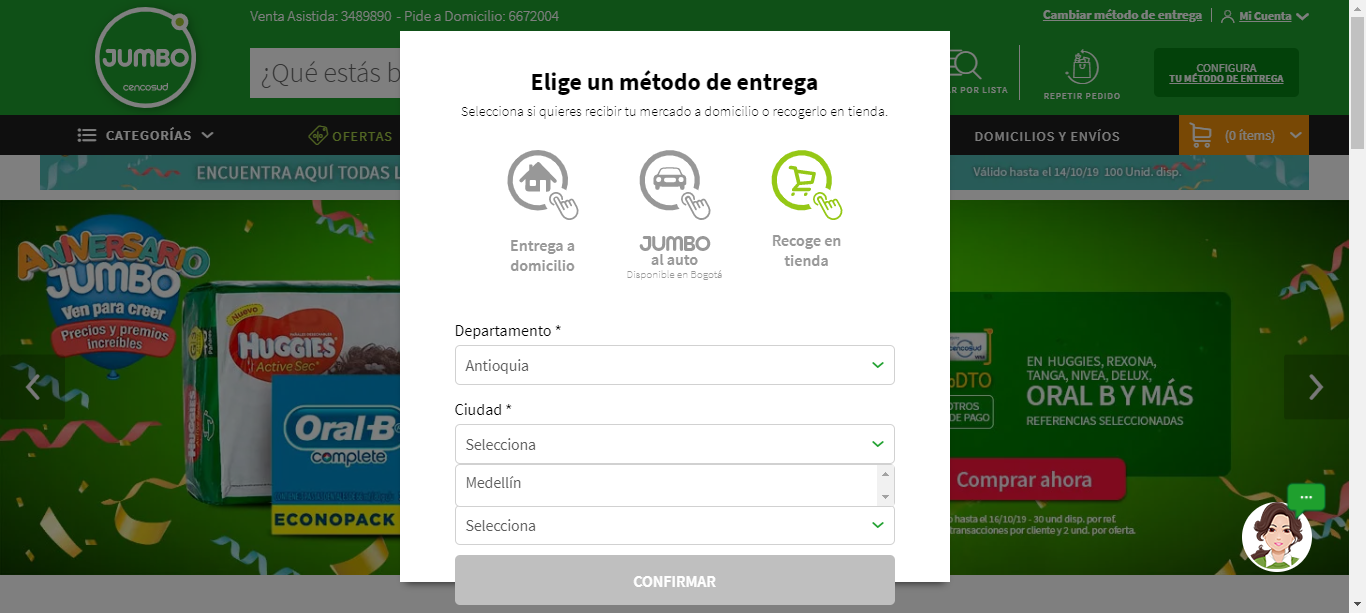 Venta Asistida: 3489890 - Pide a Domicilio: 6672004
Cambiar método de entrega
Mi Cuenta
JUMBO
cencosud
¿Qué estás b
R POR LISTA
REPETIR PEDIDO
CONFIGURA
TU MÉTODO DE ENTREGA
CATEGORÍAS
OFERTAS
DOMICILIOS Y ENVÍOS
(0 ítems)
ENCUENTRA AQUÍ TODAS L
Válido hasta el 14/10/19 100 Unid. disp.
Elige un método de entrega
Selecciona si quieres recibir tu mercado a domicilio o recogerlo en tienda.
Entrega a
domicilio
JUMBO
al auto
Disponible en Bogotá
Recoge en
tienda
Departamento *
Antioquia
Ciudad *
Selecciona
Medellín
Selecciona
CONFIRMAR
ANIVERSARIO
JUMBO
Ven para creer
Precios y premios
increíbles
Nuevo
HUGGIES
Active Sec
HUGGIES
Oral-B
complete
ECONOPACK
cencosud
%DTO
OTROS
DE PAGO
EN HUGGIES, REXONA,
TANGA, NIVEA, DELUX,
ORAL B Y MÁS
REFERENCIAS SELECCIONADAS
Comprar ahora
hasta el 16/10/19 - 30 und disp. por ref.
transacciones por cliente y 2 und. por oferta.